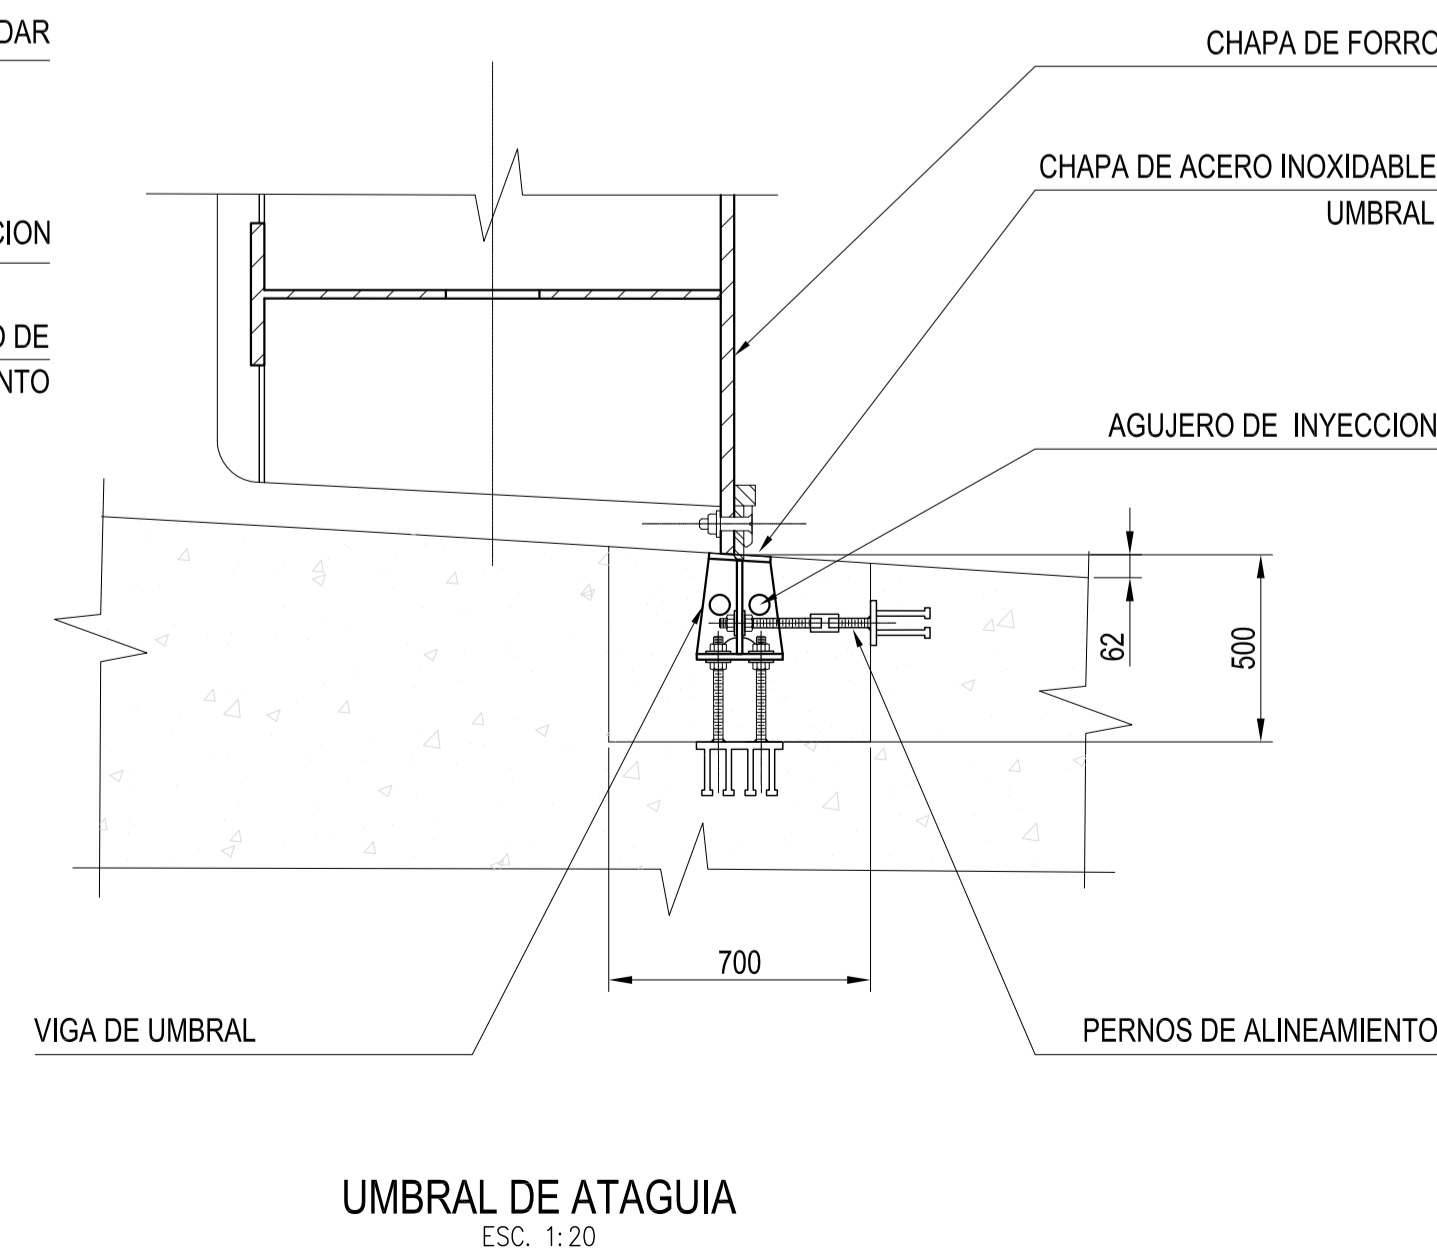 DAR
CHAPA DE FORRO
CHAPA DE ACERO INOXIDABLE
UMBRAL
CION
O DE
NTO
AGUJERO DE INYECCION
62
500
700
VIGA DE UMBRAL
PERNOS DE ALINEAMIENTO
UMBRAL DE ATAGUIA
ESC. 1:20